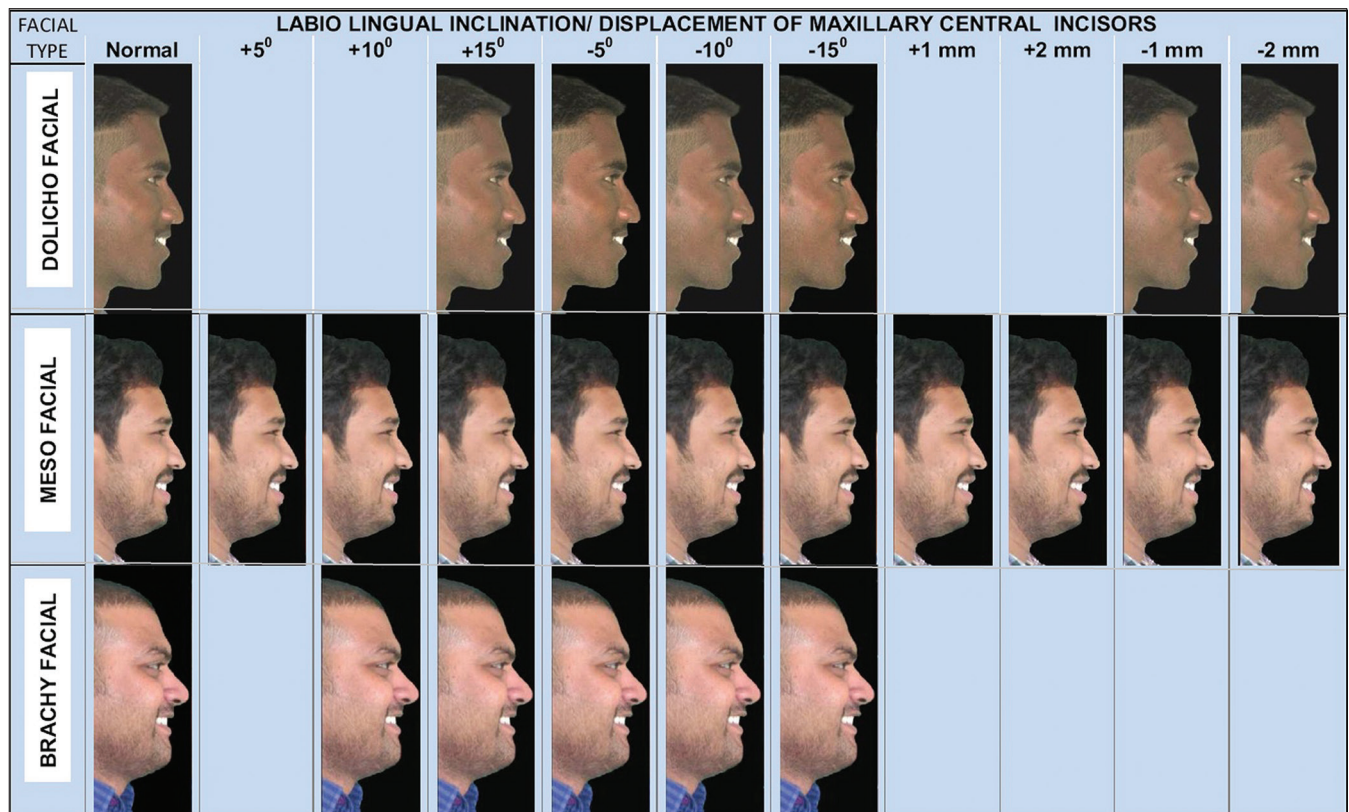 FACIAL TYPE
LABIO LINGUAL INCLINATION/ DISPLACEMENT OF MAXILLARY CENTRAL INCISORS
Normal +5⁰ +10⁰ +15⁰ -5⁰ -10⁰ -15⁰ +1 mm +2 mm -1 mm -2 mm
DOLICHO FACIAL
MESO FACIAL
BRACHY FACIAL